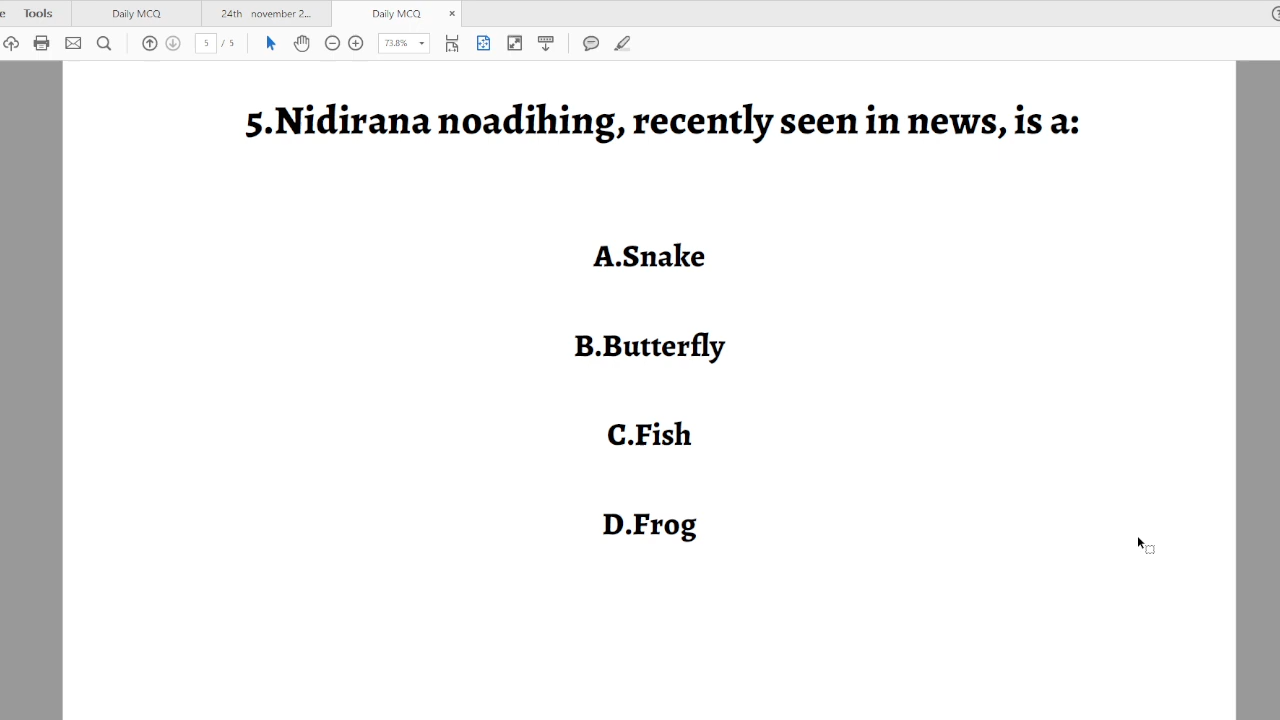 Tools Daily MCQ 24th november 2... Daily MCQ ×
5 / 5 73.8%
5.Nidirana noadihing, recently seen in news, is a:
A.Snake
B.Butterfly
C.Fish
D.Frog